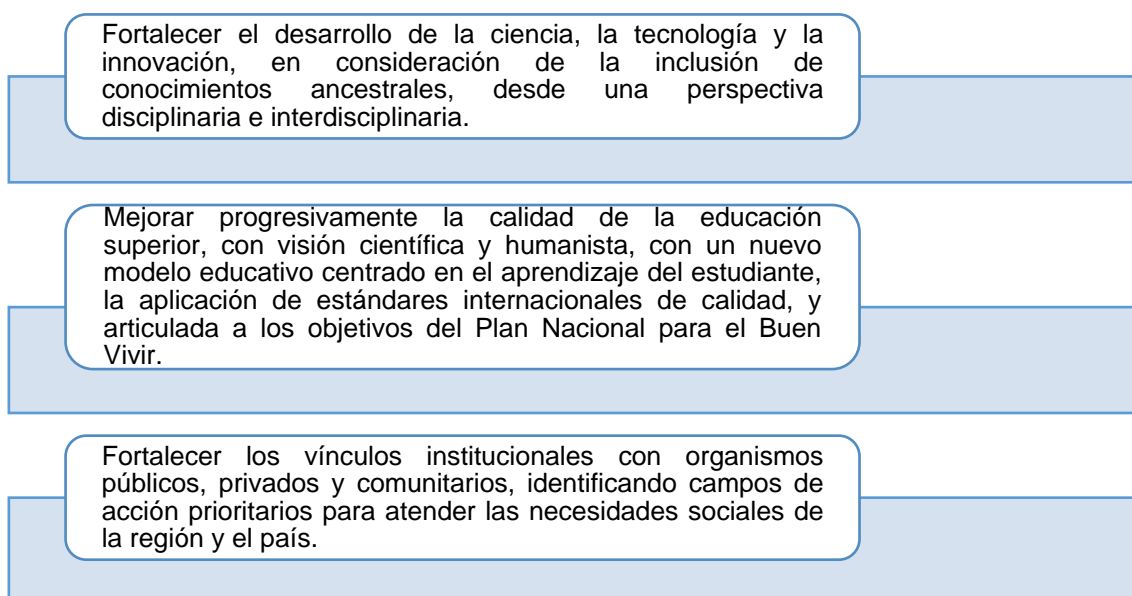 Fortalecer el desarrollo de la ciencia, la tecnología y la
innovación, en consideración de la inclusión de
conocimientos ancestrales, desde una perspectiva
disciplinaria e interdisciplinaria.
Mejorar progresivamente la calidad de la educación
superior, con visión científica y humanista, con un nuevo
modelo educativo centrado en el aprendizaje del estudiante,
la aplicación de estándares internacionales de calidad, y
articulada a los objetivos del Plan Nacional para el Buen
Vivir.
Fortalecer los vínculos institucionales con organismos
públicos, privados y comunitarios, identificando campos de
acción prioritarios para atender las necesidades sociales de
la región y el país.